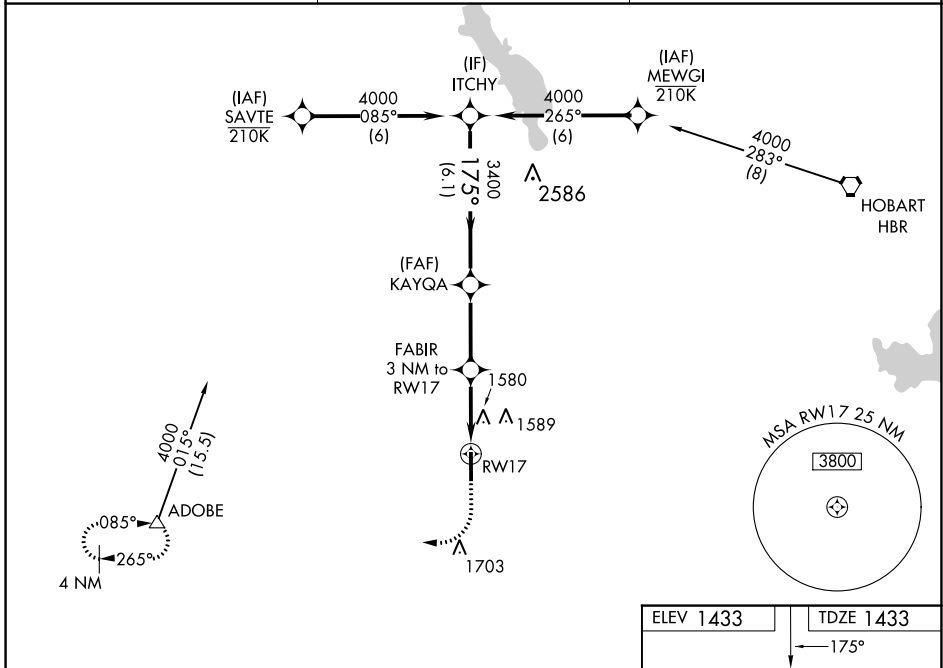 (IF)
ITCHY
(IAF)
SAVTE
210K
4000
085°
(6)
4000
265°
(6)
(IAF)
MEWGI
210K
4000
283°
(8)
HOBART
HBR
3400
175°
(6.1)
2586
(FAF)
KAYQA
FABIR
3 NM to
RW17
1580
1589
RW17
4000
015°
(15.5)
085°
ADOBE
265°
4 NM
1703
MSA RW17 25 NM
3800
ELEV 1433
TDZE 1433
175°